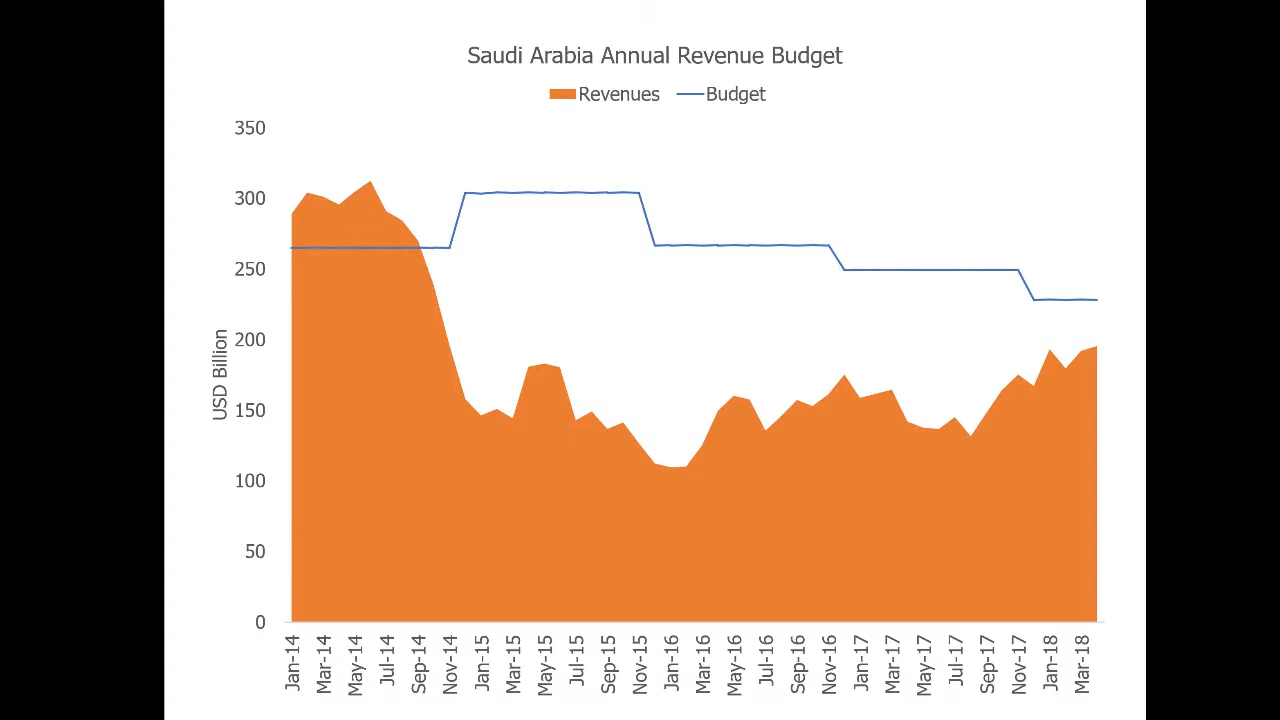 Saudi Arabia Annual Revenue Budget
Revenues Budget
350
300
250
200
150
100
50
0
USD Billion
Jan-14 Mar-14 May-14 Jul-14 Sep-14 Nov-14 Jan-15 Mar-15 May-15 Jul-15 Sep-15 Nov-15 Jan-16 Mar-16 May-16 Jul-16 Sep-16 Nov-16 Jan-17 Mar-17 May-17 Jul-17 Sep-17 Nov-17 Jan-18 Mar-18